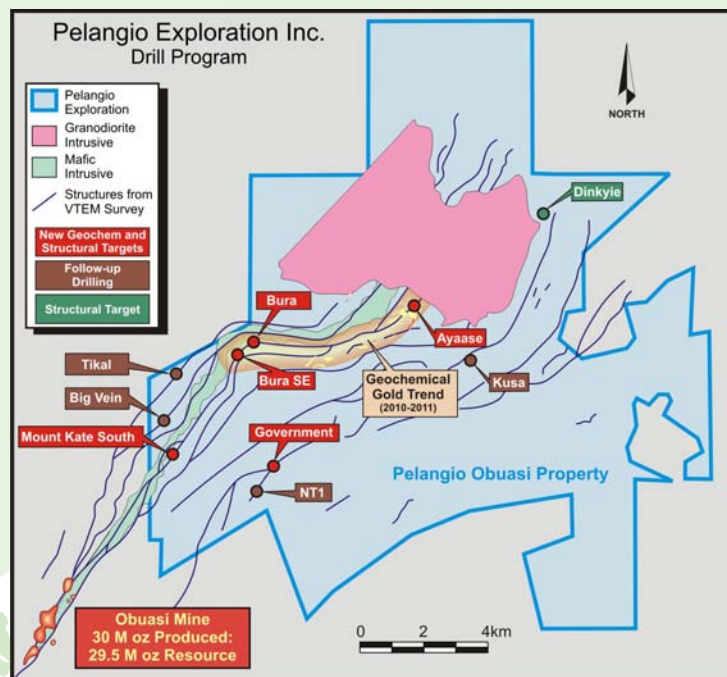 Pelangio Exploration Inc.
Drill Program
Pelangio
Exploration
Granodiorite
Intrusive
Mafic
Intrusive
Structures from
VTEM Survey
New Geochem and
Structural Targets
Follow-up
Drilling
Structural Target
NORTH
Dinkyie
Bura
Ayaase
Tikal
Bura SE
Kusa
Geochemical
Gold Trend
(2010-2011)
Big Vein
Mount Kate South
Government
Pelangio Obuasi Property
NT1
Obuasi Mine
30 M oz Produced:
29.5 M oz Resource
0 2 4km